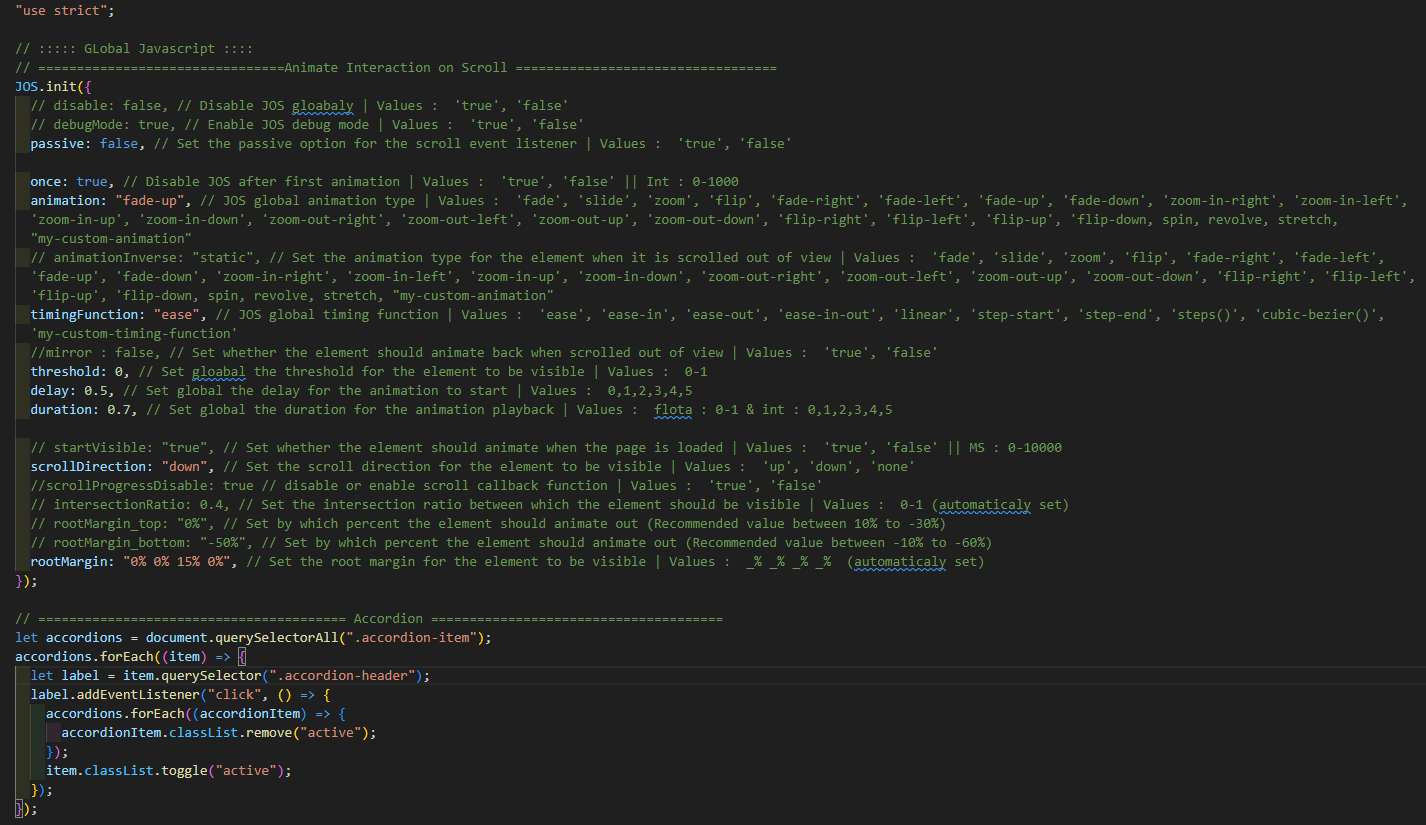 "use strict";
// ::::: GLobal Javascript ::::
// ================================Animate Interaction on Scroll ==================================
JOS.init({
// disable: false, // Disable JOS gloabaly | Values :  'true', 'false'
// debugMode: true, // Enable JOS debug mode | Values :  'true', 'false'
passive: false, // Set the passive option for the scroll event listener | Values :  'true', 'false'
once: true, // Disable JOS after first animation | Values :  'true', 'false' || Int : 0-1000
animation: "fade-up", // JOS global animation type | Values :  'fade', 'slide', 'zoom', 'flip', 'fade-right', 'fade-left', 'fade-up', 'fade-down', 'zoom-in-right', 'zoom-in-left',
'zoom-in-up', 'zoom-in-down', 'zoom-out-right', 'zoom-out-left', 'zoom-out-up', 'zoom-out-down', 'flip-right', 'flip-left', 'flip-up', 'flip-down, spin, revolve, stretch,
"my-custom-animation"
// animationInverse: "static", // Set the animation type for the element when it is scrolled out of view | Values :  'fade', 'slide', 'zoom', 'flip', 'fade-right', 'fade-left',
'fade-up', 'fade-down', 'zoom-in-right', 'zoom-in-left', 'zoom-in-up', 'zoom-in-down', 'zoom-out-right', 'zoom-out-left', 'zoom-out-up', 'zoom-out-down', 'flip-right', 'flip-left',
'flip-up', 'flip-down, spin, revolve, stretch, "my-custom-animation"
timingFunction: "ease", // JOS global timing function | Values :  'ease', 'ease-in', 'ease-out', 'ease-in-out', 'linear', 'step-start', 'step-end', 'steps()', 'cubic-bezier()',
'my-custom-timing-function'
//mirror : false, // Set whether the element should animate back when scrolled out of view | Values :  'true', 'false'
threshold: 0, // Set gloabal the threshold for the element to be visible | Values :  0-1
delay: 0.5, // Set global the delay for the animation to start | Values :  0,1,2,3,4,5
duration: 0.7, // Set global the duration for the animation playback | Values :  flota : 0-1 & int : 0,1,2,3,4,5
// startVisible: "true", // Set whether the element should animate when the page is loaded | Values :  'true', 'false' || MS : 0-10000
scrollDirection: "down", // Set the scroll direction for the element to be visible | Values :  'up', 'down', 'none'
//scrollProgressDisable: true // disable or enable scroll callback function | Values :  'true', 'false'
// intersectionRatio: 0.4, // Set the intersection ratio between which the element should be visible | Values :  0-1 (automaticaly set)
// rootMargin_top: "0%", // Set by which percent the element should animate out (Recommended value between 10% to -30%)
// rootMargin_bottom: "-50%", // Set by which percent the element should animate out (Recommended value between -10% to -60%)
rootMargin: "0% 0% 15% 0%", // Set the root margin for the element to be visible | Values :  _% _% _% _%  (automaticaly set)
});
// ======================================== Accordion ======================================
let accordions = document.querySelectorAll(".accordion-item");
accordions.forEach((item) => {
let label = item.querySelector(".accordion-header");
label.addEventListener("click", () => {
accordions.forEach((accordionItem) => {
accordionItem.classList.remove("active");
});
item.classList.toggle("active");
});
});